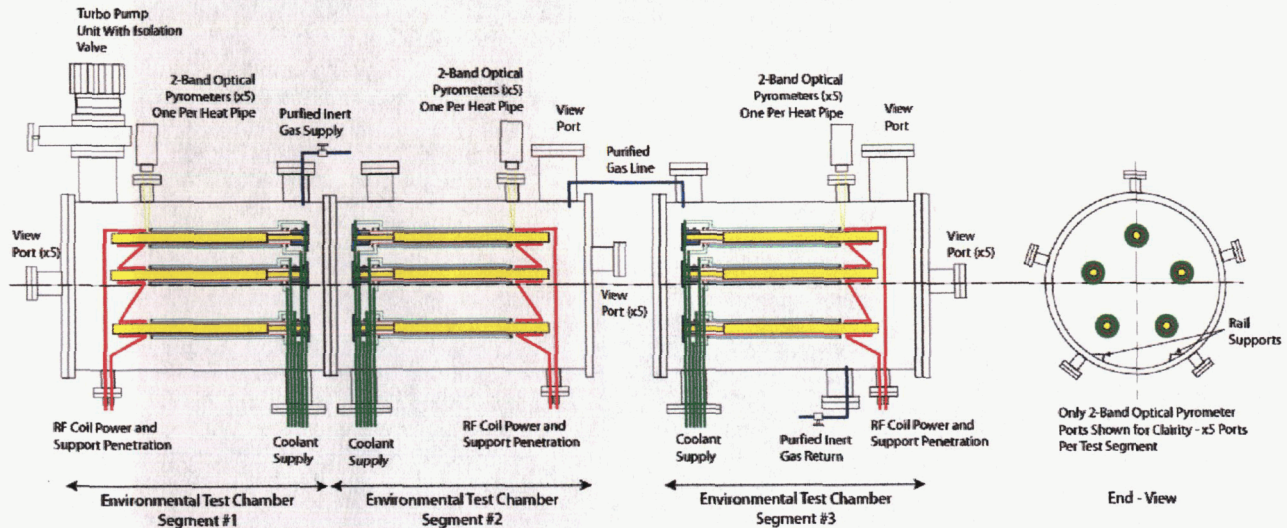 Turbo Pump
Unit With Isolation
Valve
2-Band Optical
Pyrometers (x5)
One Per Heat Pipe
Purified Inert
Gas Supply
2-Band Optical
Pyrometers (x5)
One Per Heat Pipe
View
Port
Purified
Gas Line
2-Band Optical
Pyrometers (x5)
One Per Heat Pipe
View
Port
View
Port (x5)
View
Port (x5)
View
Port (x5)
Rail
Supports
RF Coil Power and
Support Penetration
Coolant
Supply
Coolant
Supply
RF Coil Power and
Support Penetration
Coolant
Supply
Purified Inert
Gas Return
RF Coil Power and
Support Penetration
Only 2-Band Optical Pyrometer
Ports Shown for Clairity - x5 Ports
Per Test Segment
Environmental Test Chamber
Segment #1
Environmental Test Chamber
Segment #2
Environmental Test Chamber
Segment #3
End - View